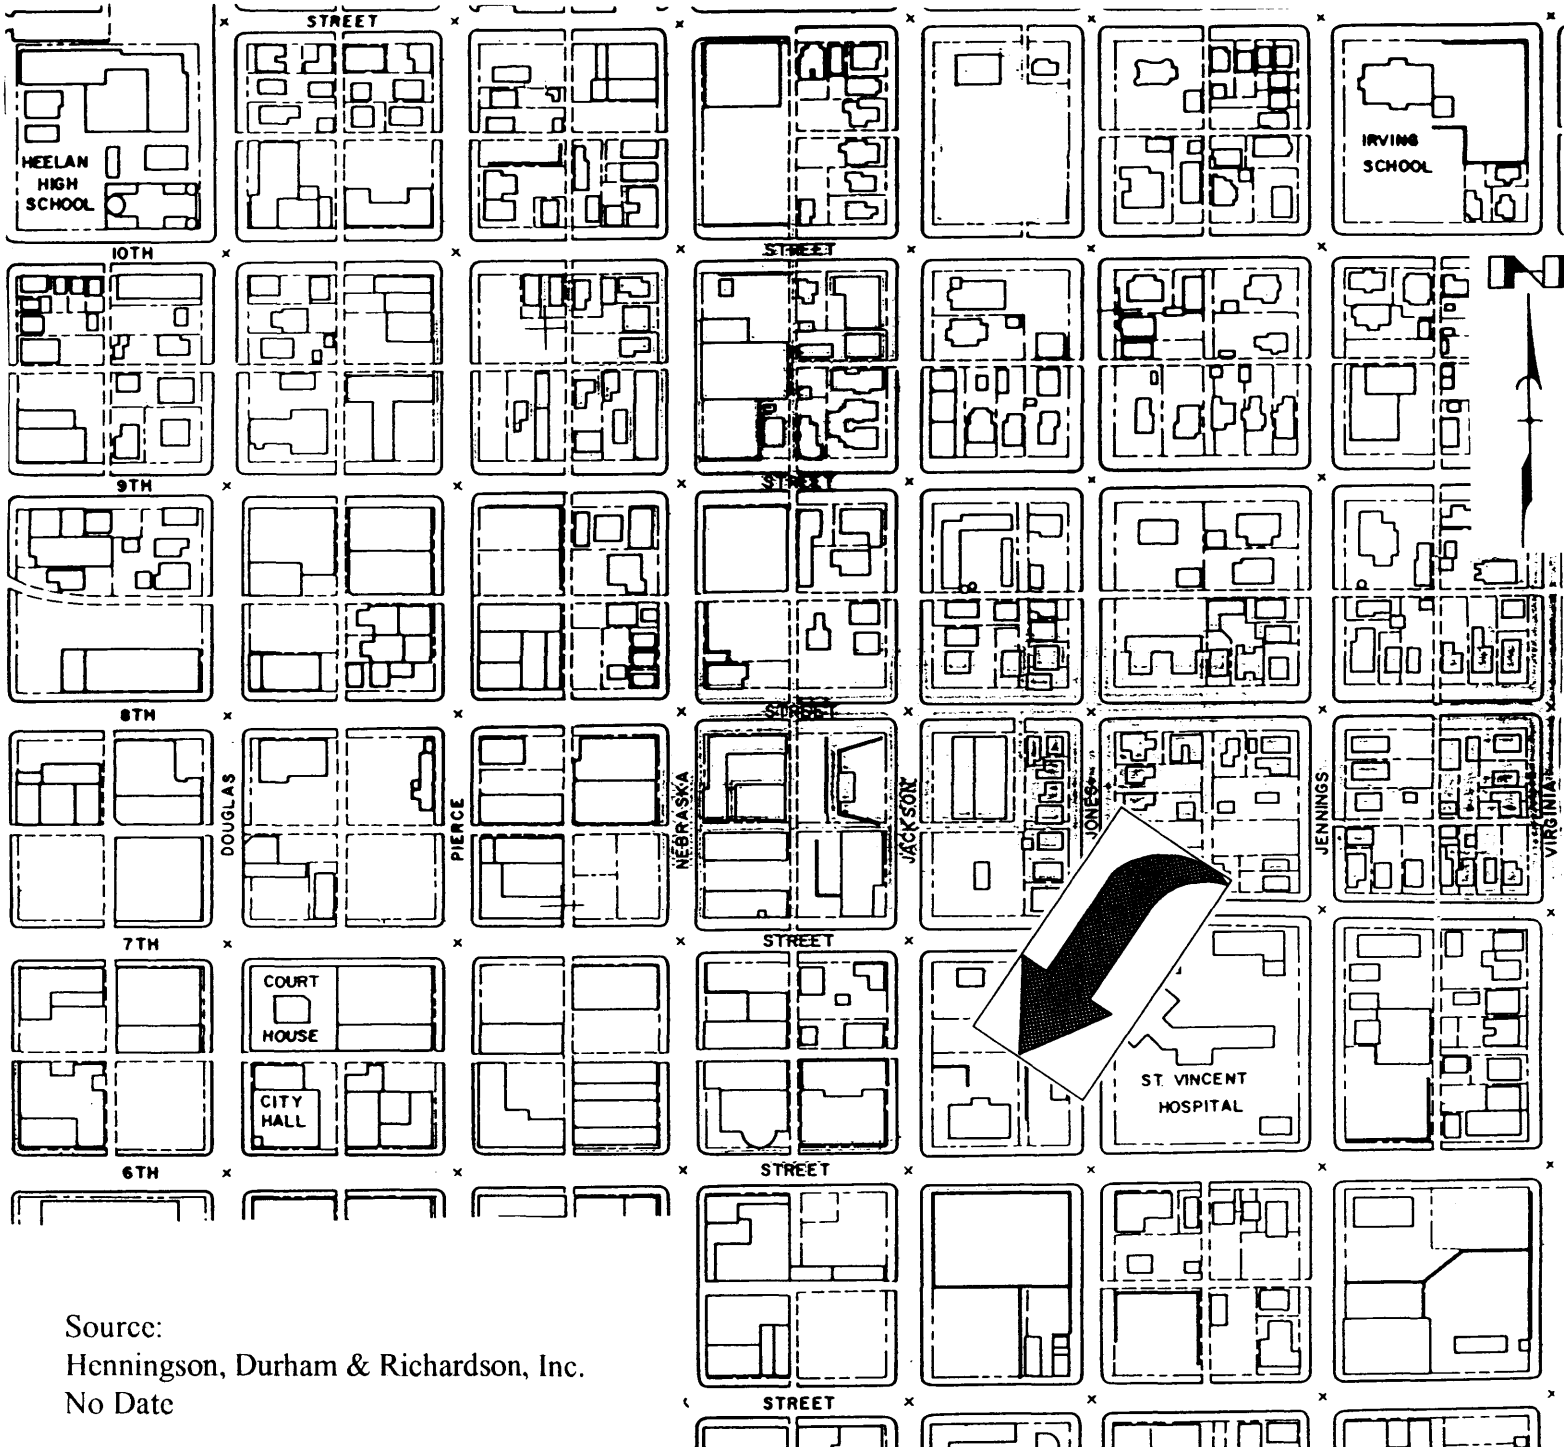 STREET
HEELAN
HIGH
SCHOOL
IRVING
SCHOOL
10TH
STREET
N
9TH
STREET
8TH
STREET
DOUGLAS
PIERCE
NEBRASKA
JACKSON
JONES
JENNINGS
VIRGINIA
7TH
STREET
COURT
HOUSE
CITY
HALL
ST. VINCENT
HOSPITAL
6TH
STREET
STREET
Source:
Henningson, Durham & Richardson, Inc.
No Date